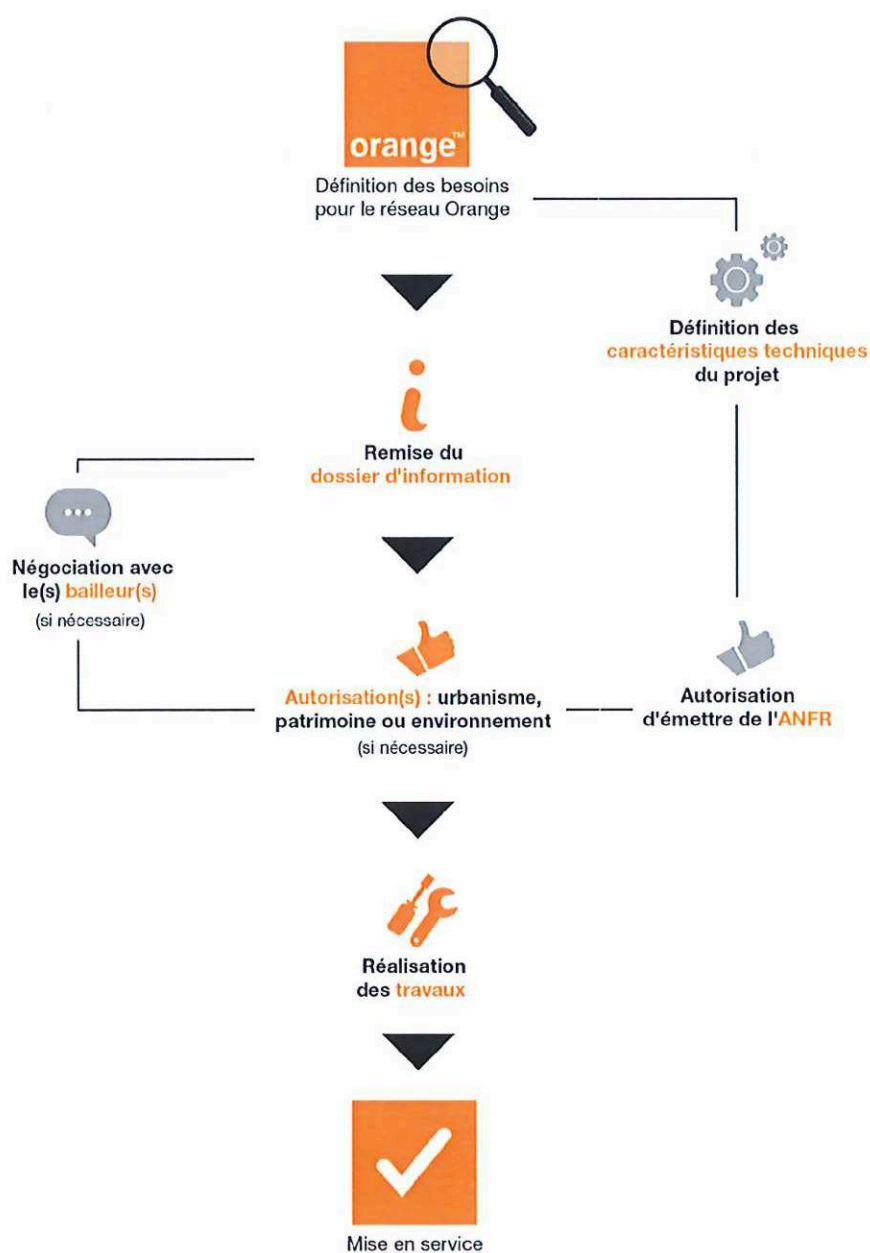 orange™
Définition des besoins
pour le réseau Orange
Définition des
caractéristiques techniques
du projet
Remise du
dossier d'information
Négociation avec
le(s) bailleur(s)
(si nécessaire)
Autorisation(s) : urbanisme,
patrimoine ou environnement
(si nécessaire)
Autorisation
d'émettre de l'ANFR
Réalisation
des travaux
Mise en service